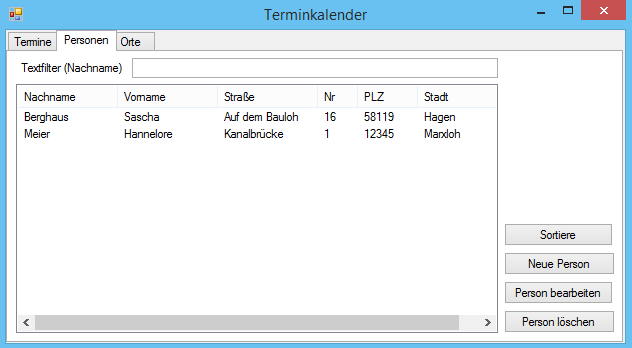 Terminkalender
Termine Personen Orte
Textfilter (Nachname)
Nachname Vorname Straße Nr PLZ Stadt
Berghaus Sascha Auf dem Bauloh 16 58119 Hagen
Meier Hannelore Kanalbrücke 1 12345 Marxloh
Sortiere
Neue Person
Person bearbeiten
Person löschen